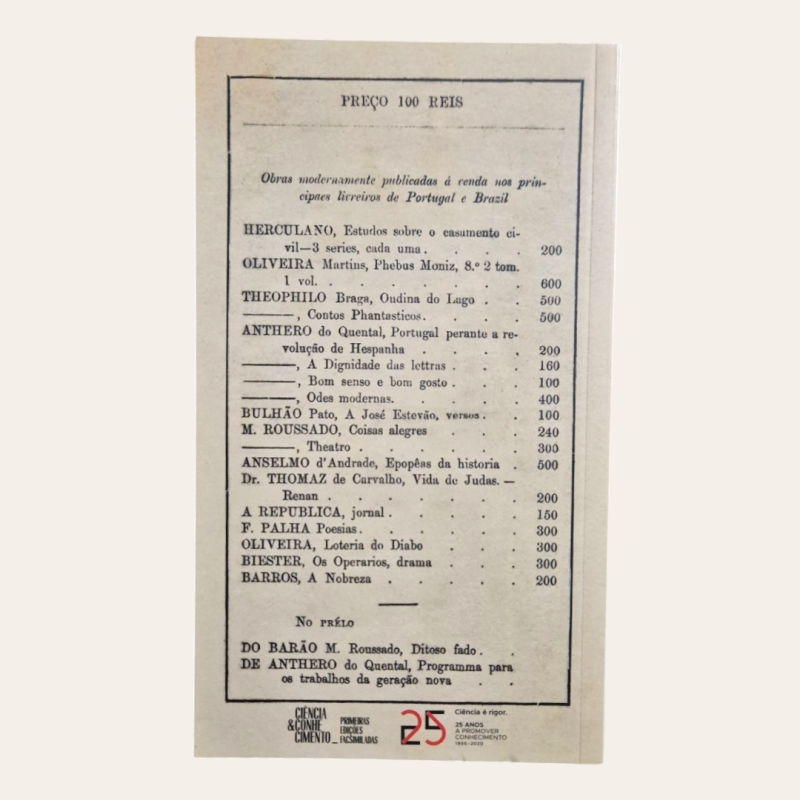 PREÇO 100 REIS
Obras modernamente publicadas á venda nos prin-
cipaes livreiros de Portugal e Brazil
HERCULANO, Estudos sobre o casamento ci-
vil—3 series, cada uma . . . . 200
OLIVEIRA Martins, Phebus Moniz, 8.º 2 tom.
1 vol. . . . . . . . 600
THEOPHILO Braga, Ondina do Lago . . 500
———, Contos Phantasticos. . . . . 500
ANTHERO do Quental, Portugal perante a re-
volução de Hespanha . . . . 200
———, A Dignidade das lettras . . . 160
———, Bom senso e bom gosto . . . 100
———, Odes modernas. . . . . 400
BULHÃO Pato, A José Estevão, versos . . 100
M. ROUSSADO, Coisas alegres . . . 240
———, Theatro . . . . . . 300
ANSELMO d'Andrade, Epopêas da historia . 500
Dr. THOMAZ de Carvalho, Vida de Judas. —
Renan . . . . . . . 200
A REPUBLICA, jornal . . . . . 150
F. PALHA Poesias . . . . . . 300
OLIVEIRA, Loteria do Diabo . . . 300
BIESTER, Os Operarios, drama . . . 300
BARROS, A Nobreza . . . . . 200
NO PRÉLO
DO BARÃO M. Roussado, Ditoso fado . .
DE ANTHERO do Quental, Programma para
os trabalhos da geração nova . .
CIÊNCIA
&CONHE
CIMENTO_
PRIMEIRAS
EDIÇÕES
FACSIMILADAS
25
Ciência é rigor.
25 ANOS
A PROMOVER
CONHECIMENTO
1995-2020